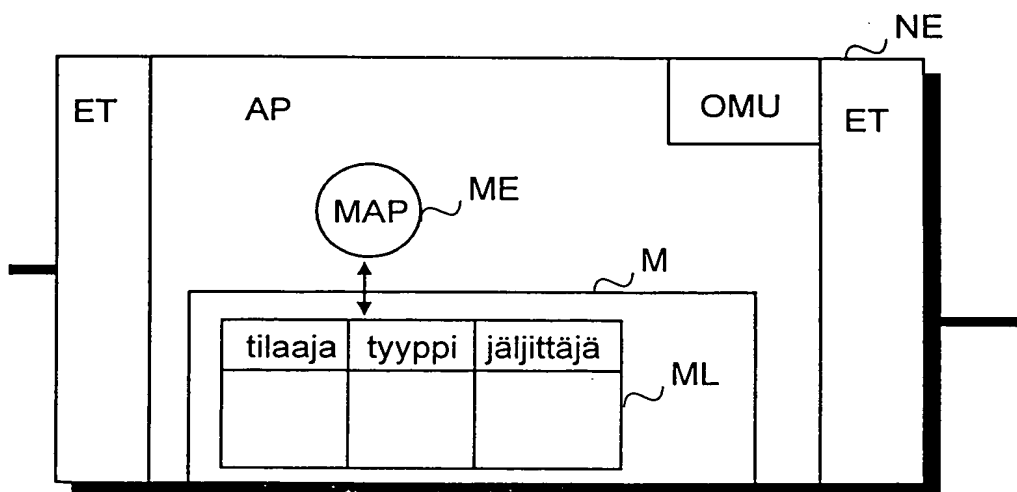 NE
ET
AP
OMU
ET
MAP
ME
M
tilaaja tyyppi jäljittäjä
ML